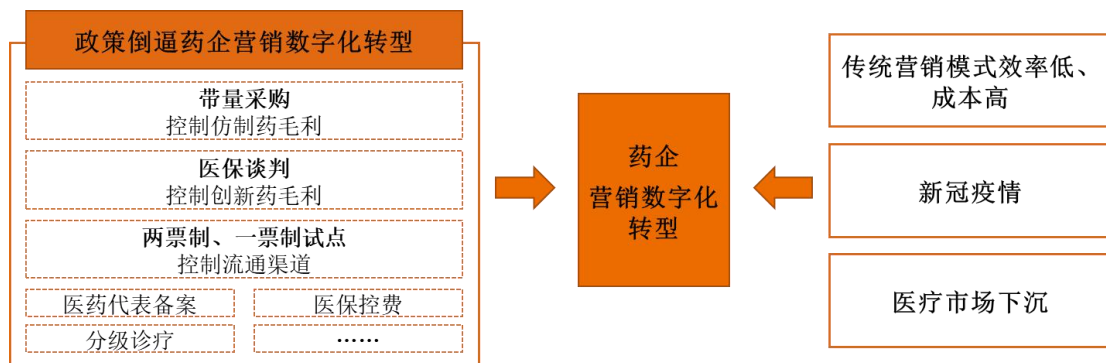 政策倒逼药企营销数字化转型
带量采购
控制仿制药毛利
医保谈判
控制创新药毛利
两票制、一票制试点
控制流通渠道
医药代表备案
医保控费
分级诊疗
……
药企
营销数字化
转型
传统营销模式效率低、
成本高
新冠疫情
医疗市场下沉